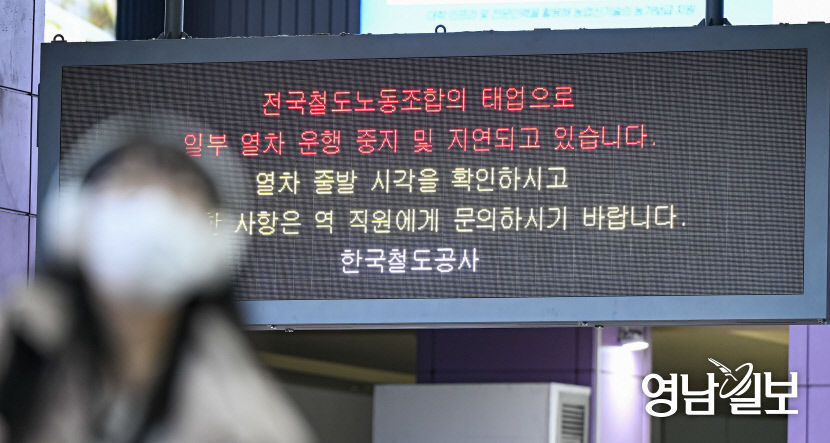 전국철도노동조합의 태업으로
일부 열차 운행 중지 및 지연되고 있습니다.
열차 출발 시각을 확인하시고
사항은 역 직원에게 문의하시기 바랍니다.
한국철도공사
영남일보